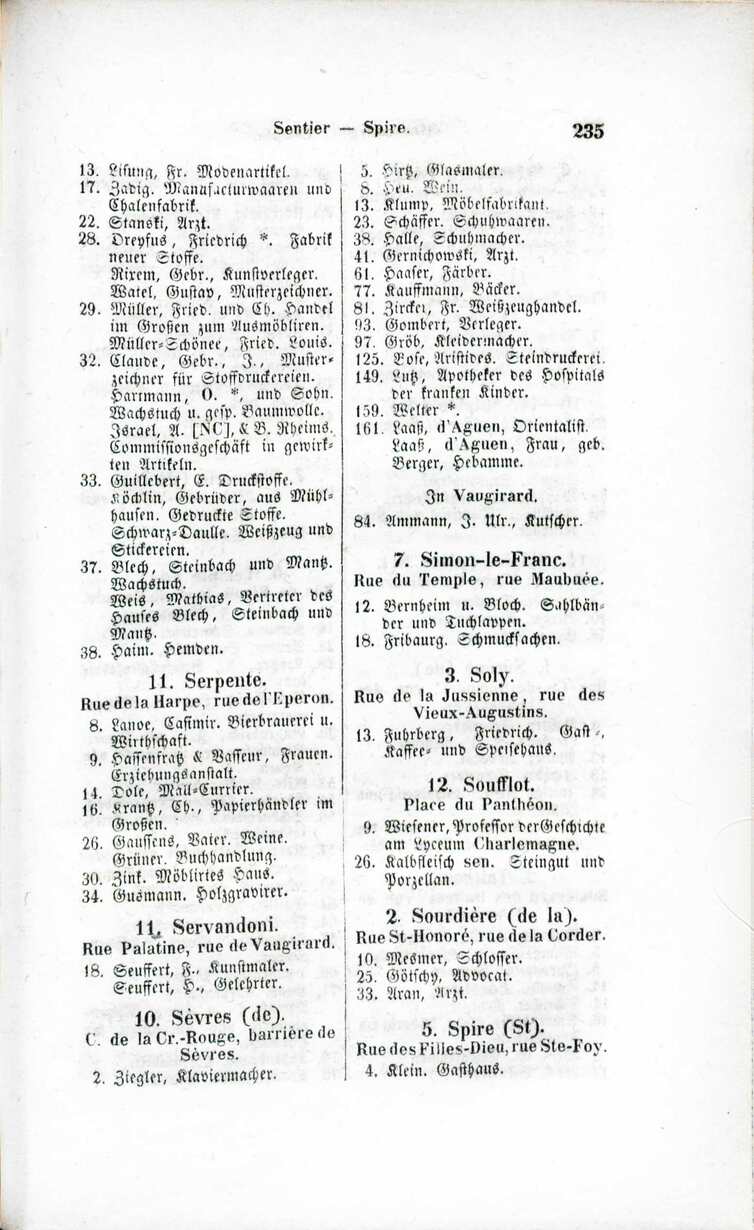 Sentier — Spire.
235
13. Lisung, Fr. Modenartikel.
17. Zadig. Manufacturwaaren und
Chalenfabrik.
22. Stanski, Arzt.
28. Dreyfus, Friedrich *. Fabrik
neuer Stoffe.
Rixem, Gebr., Kunstverleger.
Watel, Gustav, Musterzeichner.
29. Müller, Fried. und Ch. Handel
im Großen zum Ausmöbliren.
Müller-Schönee, Fried. Louis.
32. Claude, Gebr., J., Muster-
zeichner für Stoffdruckereien.
Hartmann, O. *, und Sohn.
Wachstuch u. gesp. Baumwolle.
Israel, A. [NC], & B. Rheims.
Commissionsgeschäft in gewirk-
ten Artikeln.
33. Guillebert, E. Druckstoffe.
Köchlin, Gebrüder, aus Mühl-
hausen. Gedruckte Stoffe.
Schwarz-Daulle. Weißzeug und
Stickereien.
37. Blech, Steinbach und Mantz.
Wachstuch.
Weis, Mathias, Vertreter des
Hauses Blech, Steinbach und
Mantz.
38. Haim. Hemden.
11. Serpente.
Rue de la Harpe, rue de l'Eperon.
8. Lanoe, Casimir. Bierbrauerei u.
Wirthschaft.
9. Hassenfratz & Vasseur, Frauen.
Erziehungsanstalt.
14. Dole, Mail-Currier.
16. Krantz, Ch., Papierhändler im
Großen.
26. Gaussens, Vater. Weine.
Grüner. Buchhandlung.
30. Zink. Möblirtes Haus.
34. Gusmann. Holzgravirer.
11. Servandoni.
Rue Palatine, rue de Vaugirard.
18. Seuffert, F., Kunstmaler.
Seuffert, H., Gelehrter.
10. Sèvres (de).
C. de la Cr.-Rouge, barrière de
Sèvres.
2. Ziegler, Klaviermacher.
5. Hirtz, Glasmaler.
8. Heu. Wein.
13. Klump, Möbelfabrikant.
23. Schäffer. Schuhwaaren.
38. Halle, Schuhmacher.
41. Gernichowski, Arzt.
61. Haaser, Färber.
77. Kauffmann, Bäcker.
81. Zircker, Fr. Weißzeughandel.
93. Gombert, Verleger.
97. Gröb, Kleidermacher.
125. Bose, Aristides. Steindruckerei.
149. Lutz, Apotheker des Hospitals
der kranken Kinder.
159. Welter *.
161. Laaß, d'Aguen, Orientalist.
Laaß, d'Aguen, Frau, geb.
Berger, Hebamme.
In Vaugirard.
84. Ammann, J. Ulr., Kutscher.
7. Simon-le-Franc.
Rue du Temple, rue Maubuée.
12. Bernheim u. Bloch. Sahlbän-
der und Tuchlappen.
18. Fribaurg. Schmucksachen.
3. Soly.
Rue de la Jussienne, rue des
Vieux-Augustins.
13. Fuhrberg, Friedrich. Gast-,
Kaffee- und Speisehaus.
12. Soufflot.
Place du Panthéon.
9. Wiesener, Professor der Geschichte
am Lyceum Charlemagne.
26. Kalbfleisch sen. Steingut und
Porzellan.
2. Sourdière (de la).
Rue St-Honoré, rue de la Corder.
10. Mesmer, Schlosser.
25. Götschy, Advocat.
33. Aran, Arzt.
5. Spire (St).
Rue des Filles-Dieu, rue Ste-Foy.
4. Klein. Gasthaus.